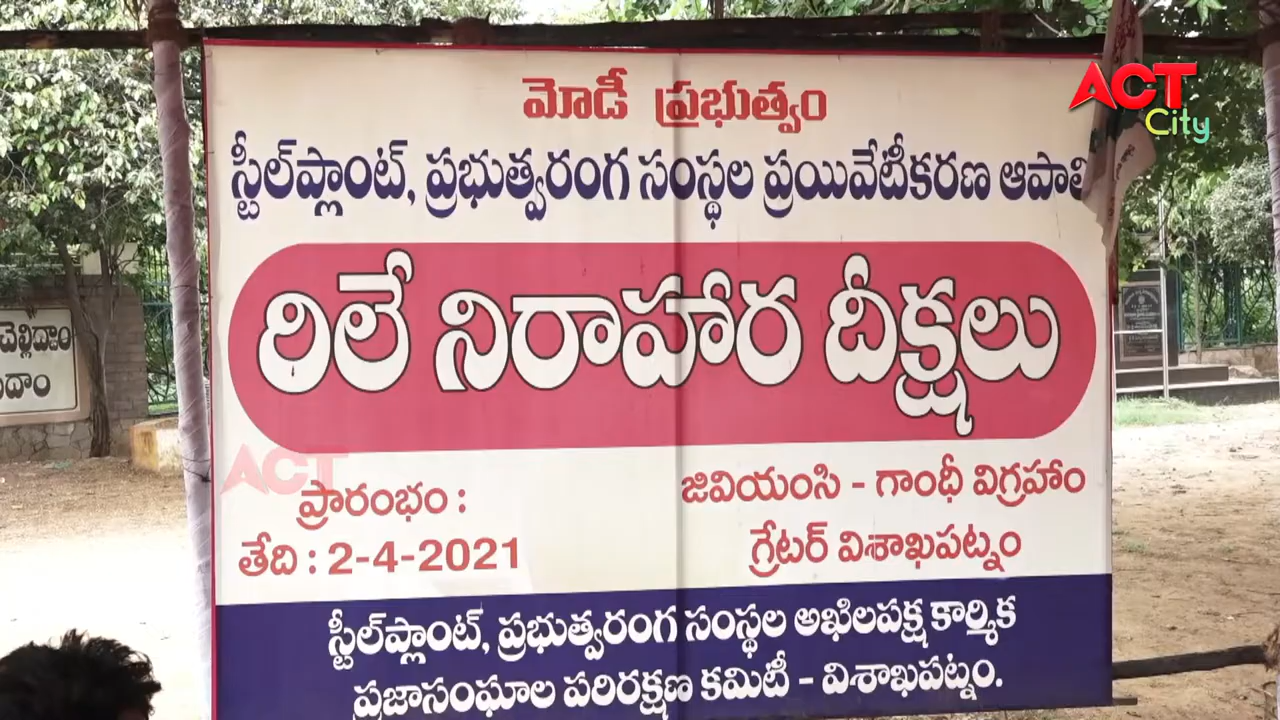 ACT
City
మోడీ ప్రభుత్వం
స్టీల్‌ప్లాంట్, ప్రభుత్వరంగ సంస్థల ప్రయివేటీకరణ
రిలే నిరాహార దీక్షలు
ACT
ప్రారంభం :
తేది : 2-4-2021
జివియంసి - గాంధీ విగ్రహం
గ్రేటర్ విశాఖపట్నం
స్టీల్‌ప్లాంట్, ప్రభుత్వరంగ సంస్థల అఖిలపక్ష కార్మిక
ప్రజాసంఘాల పరిరక్షణ కమిటీ - విశాఖపట్నం.